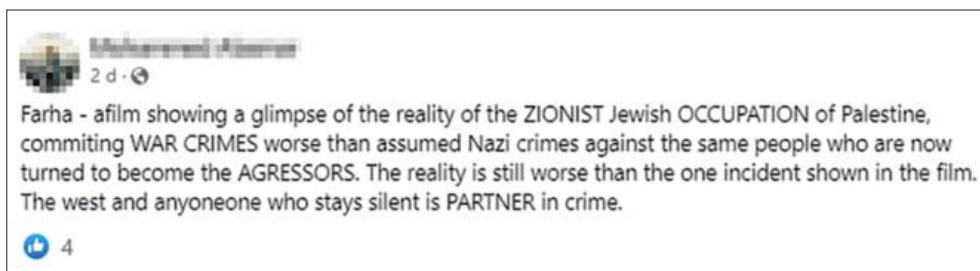 2 d ·
Farha - afilm showing a glimpse of the reality of the ZIONIST Jewish OCCUPATION of Palestine,
commiting WAR CRIMES worse than assumed Nazi crimes against the same people who are now
turned to become the AGRESSORS. The reality is still worse than the one incident shown in the film.
The west and anyoneone who stays silent is PARTNER in crime.
4